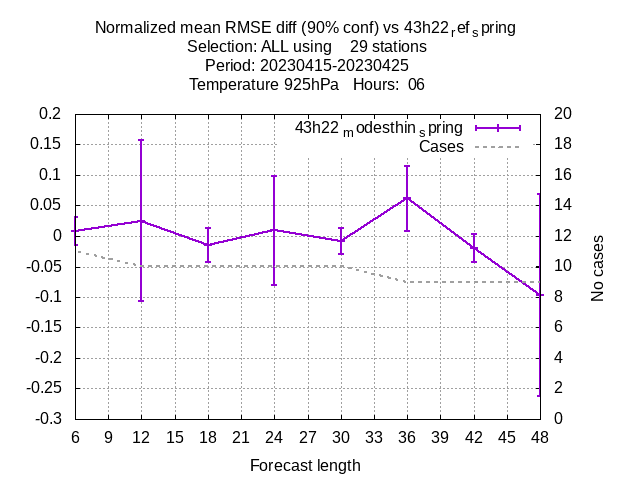 Normalized mean RMSE diff (90% conf) vs 43h22refspring
Selection: ALL using 29 stations
Period: 20230415-20230425
Temperature 925hPa Hours: 06
43h22modesthinspring
Cases
0.2
0.15
0.1
0.05
0
-0.05
-0.1
-0.15
-0.2
-0.25
-0.3
20
18
16
14
12
10
8
6
4
2
0
No cases
6 9 12 15 18 21 24 27 30 33 36 39 42 45 48
Forecast length